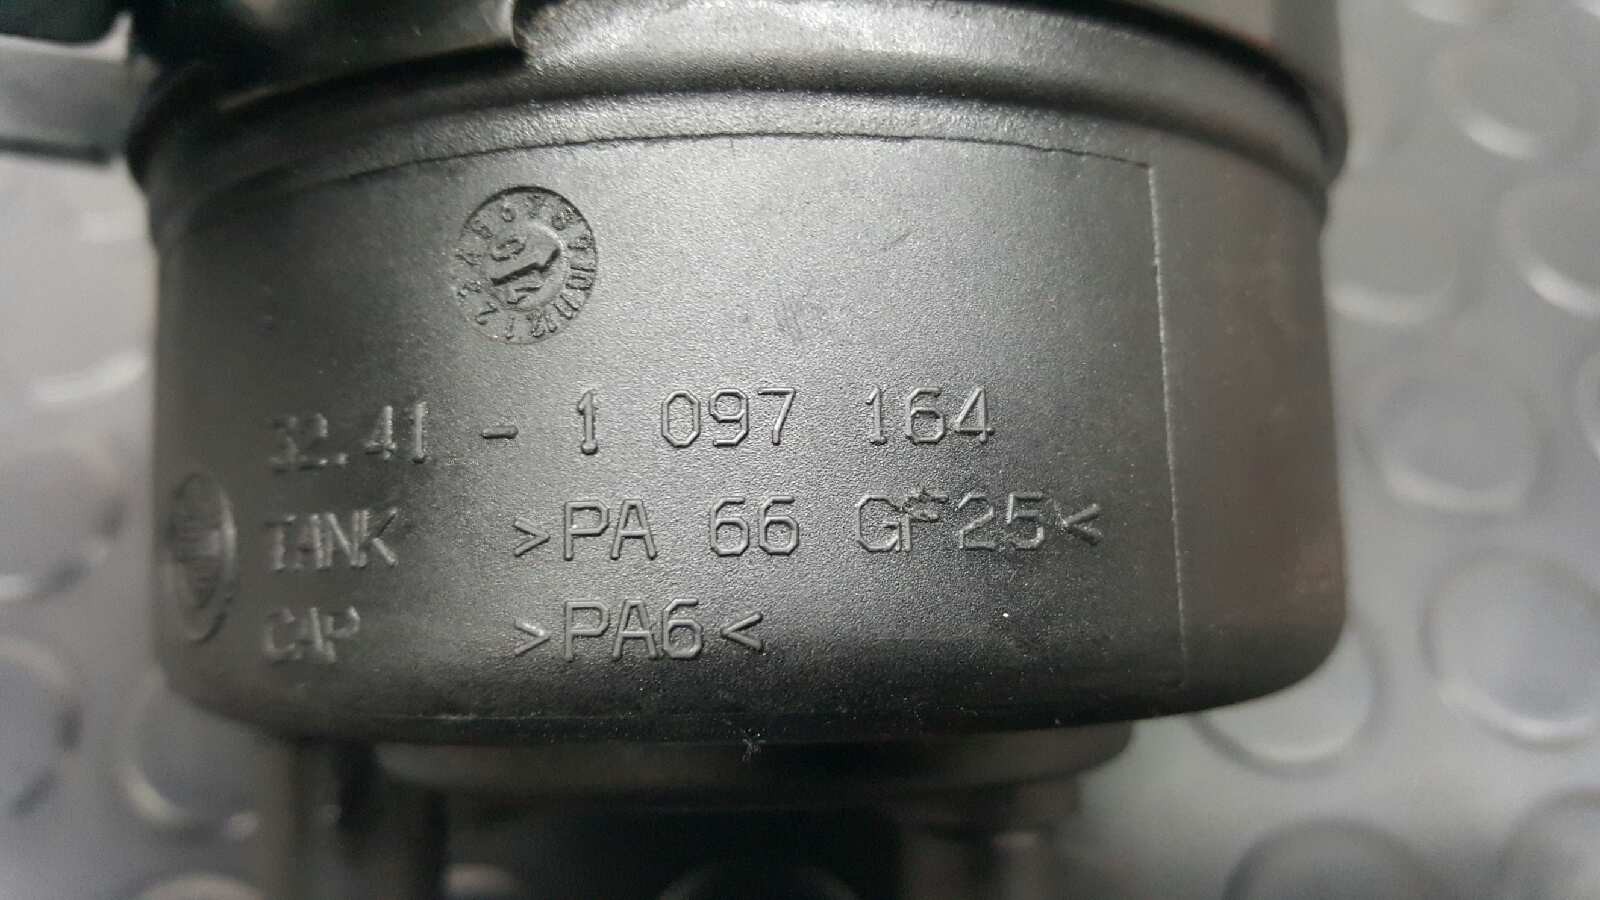 32.41 - 1 097 164
TANK >PA 66 GF25<
CAP >PA6<